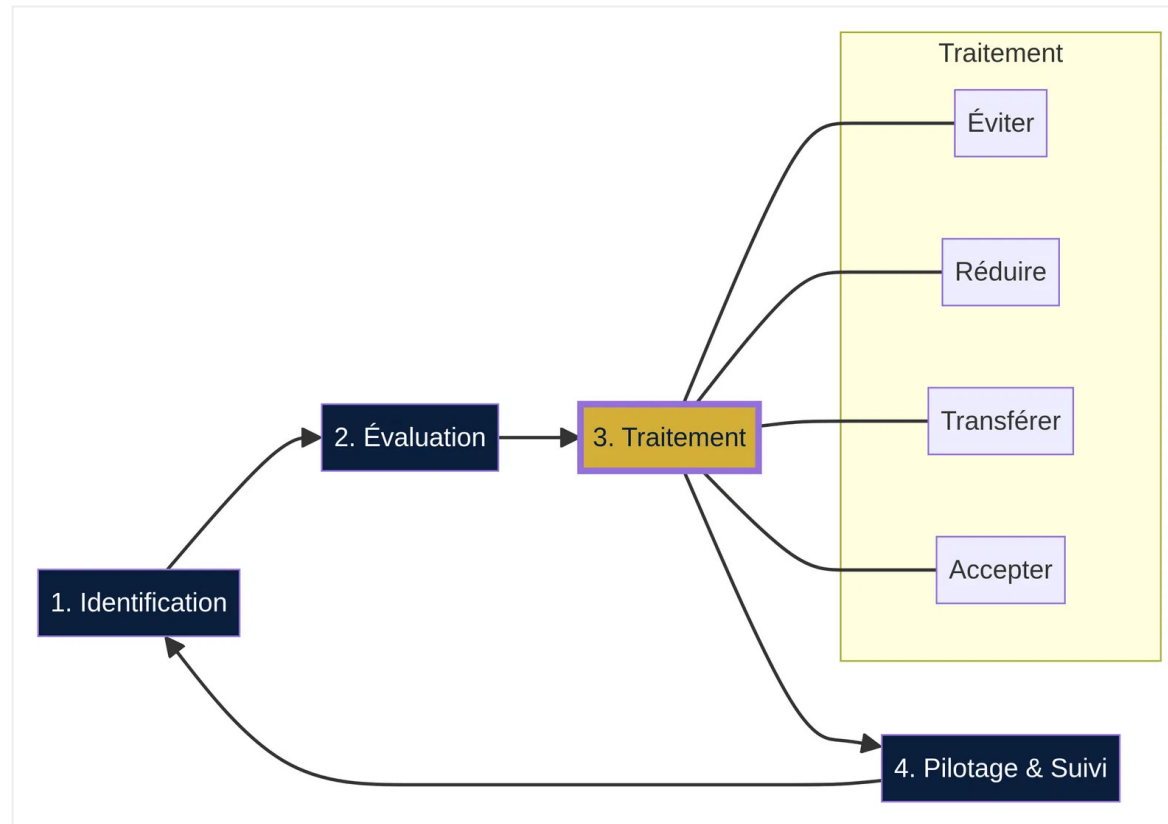 Traitement
Éviter
Réduire
Transférer
Accepter
2. Évaluation
3. Traitement
1. Identification
4. Pilotage & Suivi